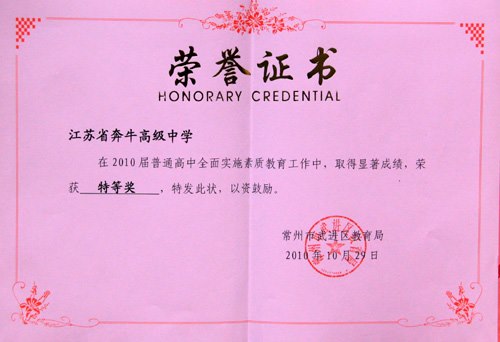 荣誉证书
HONORARY CREDENTIAL
江苏省奔牛高级中学
在2010届普通高中全面实施素质教育工作中，取得显著成绩，荣
获 特等奖 ，特发此状，以资鼓励。
常州市武进区教育局
2010年10月29日